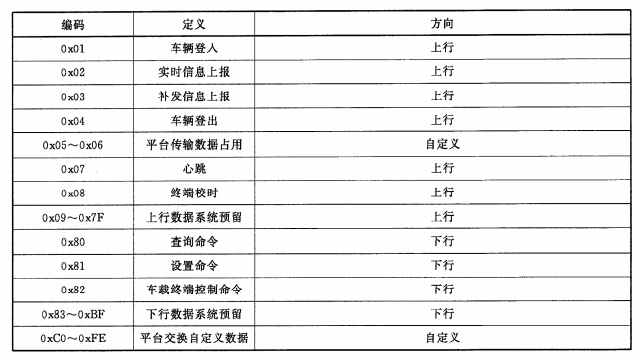 编码 定义 方向
0x01 车辆登入 上行
0x02 实时信息上报 上行
0x03 补发信息上报 上行
0x04 车辆登出 上行
0x05～0x06 平台传输数据占用 自定义
0x07 心跳 上行
0x08 终端校时 上行
0x09～0x7F 上行数据系统预留 上行
0x80 查询命令 下行
0x81 设置命令 下行
0x82 车载终端控制命令 下行
0x83～0xBF 下行数据系统预留 下行
0xC0～0xFE 平台交换自定义数据 自定义